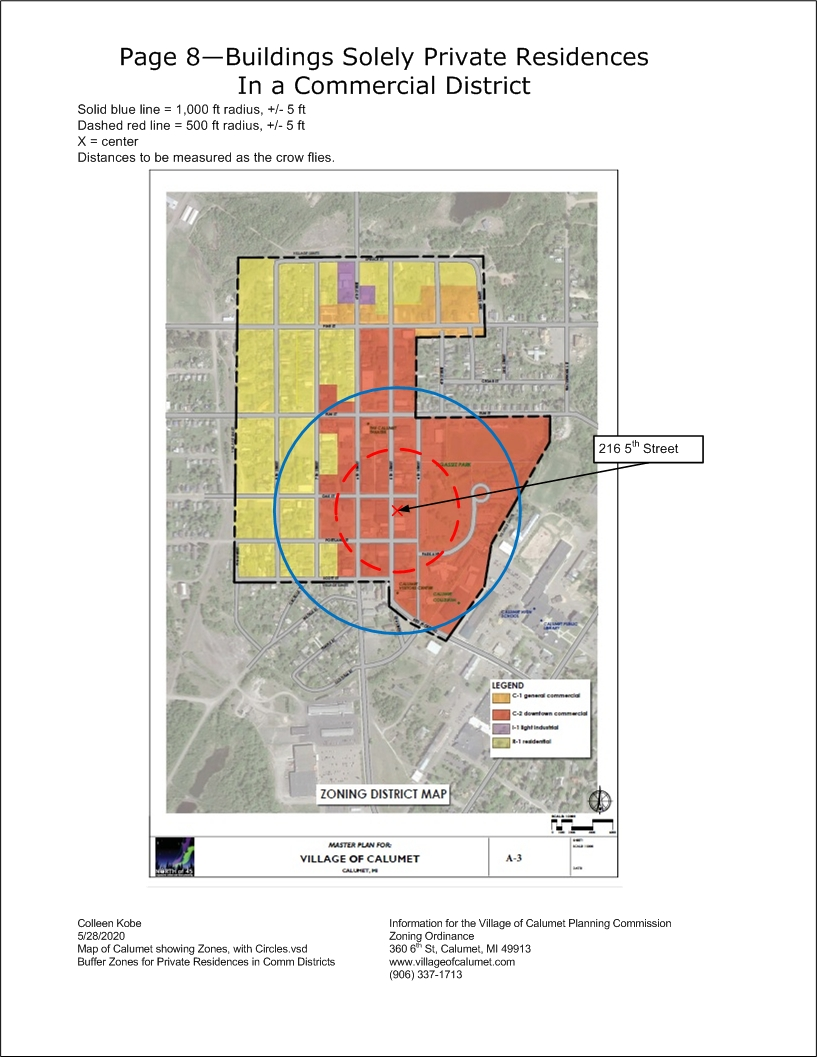 Page 8—Buildings Solely Private Residences
In a Commercial District
Solid blue line = 1,000 ft radius, +/- 5 ft
Dashed red line = 500 ft radius, +/- 5 ft
X = center
Distances to be measured as the crow flies.
216 5th Street
LEGEND
C-1 general commercial
C-2 downtown commercial
I-1 light industrial
R-1 residential
ZONING DISTRICT MAP
MASTER PLAN FOR:
VILLAGE OF CALUMET
CALUMET, MI
A-3
NORTH of 45
Colleen Kobe
5/28/2020
Map of Calumet showing Zones, with Circles.vsd
Buffer Zones for Private Residences in Comm Districts
Information for the Village of Calumet Planning Commission
Zoning Ordinance
360 6th St, Calumet, MI 49913
www.villageofcalumet.com
(906) 337-1713